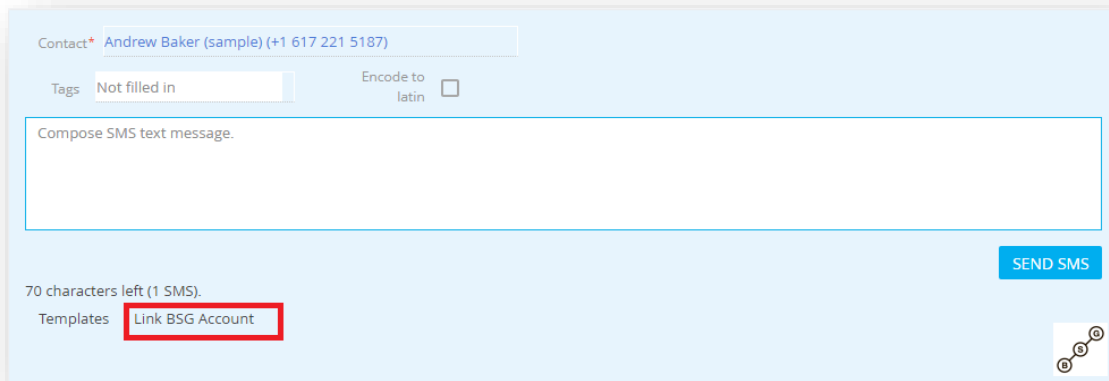 Contact* Andrew Baker (sample) (+1 617 221 5187)
Tags Not filled in Encode to latin
Compose SMS text message.
SEND SMS
70 characters left (1 SMS).
Templates Link BSG Account
B S G